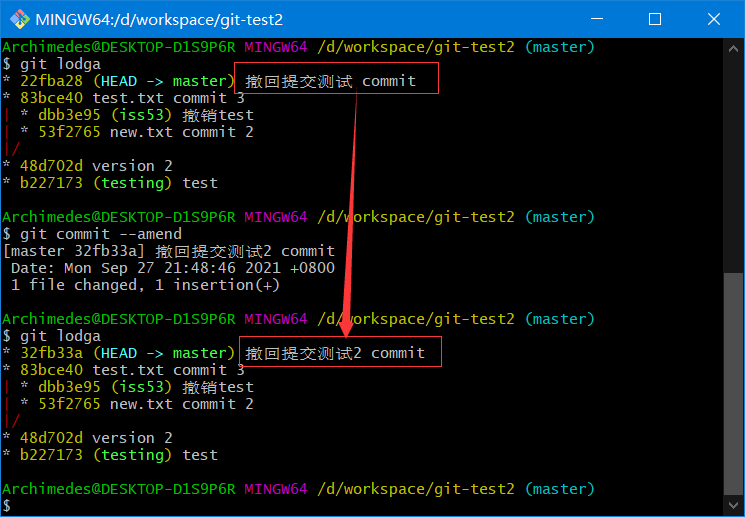 MINGW64:/d/workspace/git-test2
Archimedes@DESKTOP-D1S9P6R MINGW64 /d/workspace/git-test2 (master)
$ git lodga
* 22fba28 (HEAD -> master) 撤回提交测试 commit
* 83bce40 test.txt commit 3
| * dbb3e95 (iss53) 撤销test
| * 53f2765 new.txt commit 2
|/
* 48d702d version 2
* b227173 (testing) test
Archimedes@DESKTOP-D1S9P6R MINGW64 /d/workspace/git-test2 (master)
$ git commit --amend
[master 32fb33a] 撤回提交测试2 commit
Date: Mon Sep 27 21:48:46 2021 +0800
1 file changed, 1 insertion(+)
Archimedes@DESKTOP-D1S9P6R MINGW64 /d/workspace/git-test2 (master)
$ git lodga
* 32fb33a (HEAD -> master) 撤回提交测试2 commit
* 83bce40 test.txt commit 3
| * dbb3e95 (iss53) 撤销test
| * 53f2765 new.txt commit 2
|/
* 48d702d version 2
* b227173 (testing) test
Archimedes@DESKTOP-D1S9P6R MINGW64 /d/workspace/git-test2 (master)
$